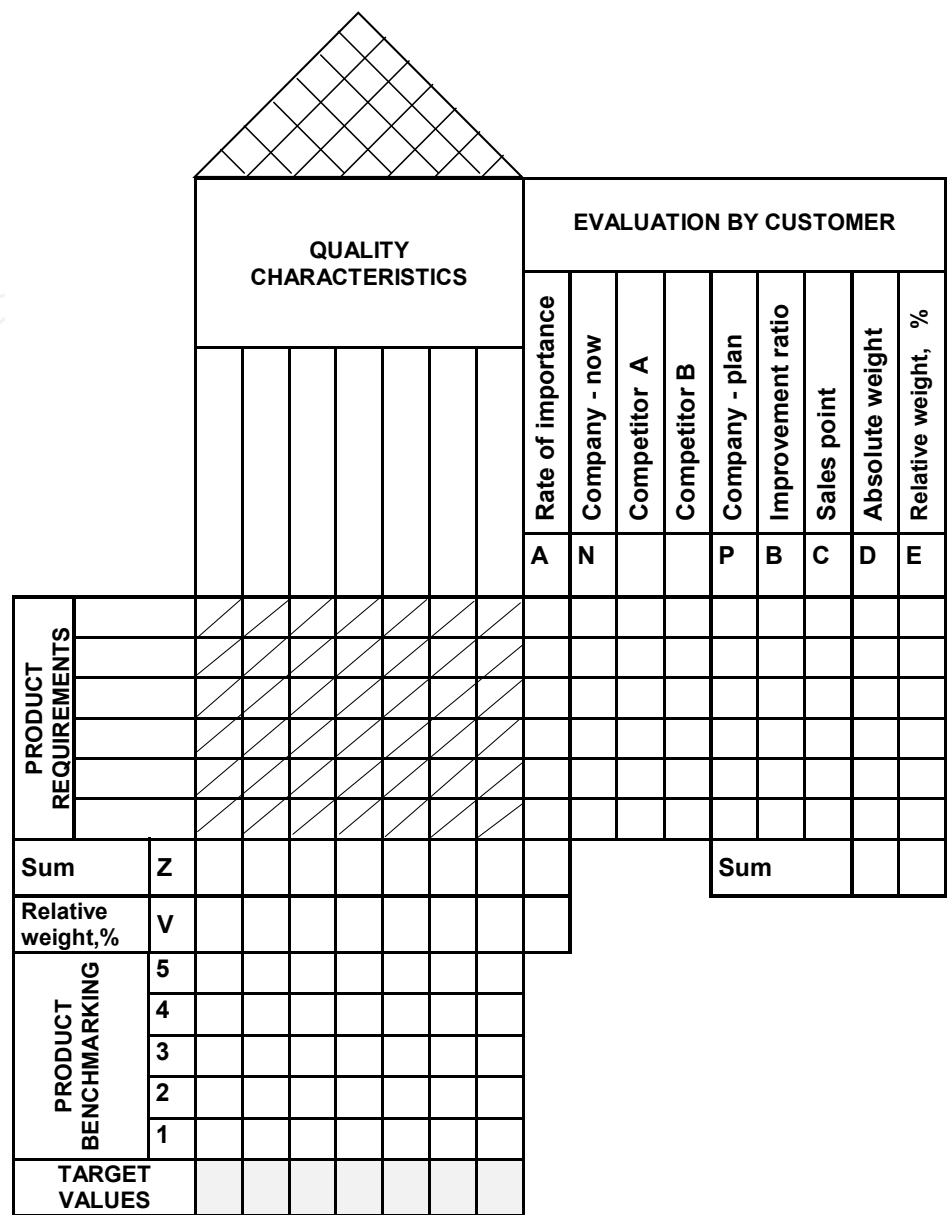 QUALITY
CHARACTERISTICS
EVALUATION BY CUSTOMER
Rate of importance
Company - now
Competitor A
Competitor B
Company - plan
Improvement ratio
Sales point
Absolute weight
Relative weight, %
A N P B C D E
PRODUCT
REQUIREMENTS
Sum Z Sum
Relative
weight,% V
PRODUCT
BENCHMARKING
5
4
3
2
1
TARGET
VALUES